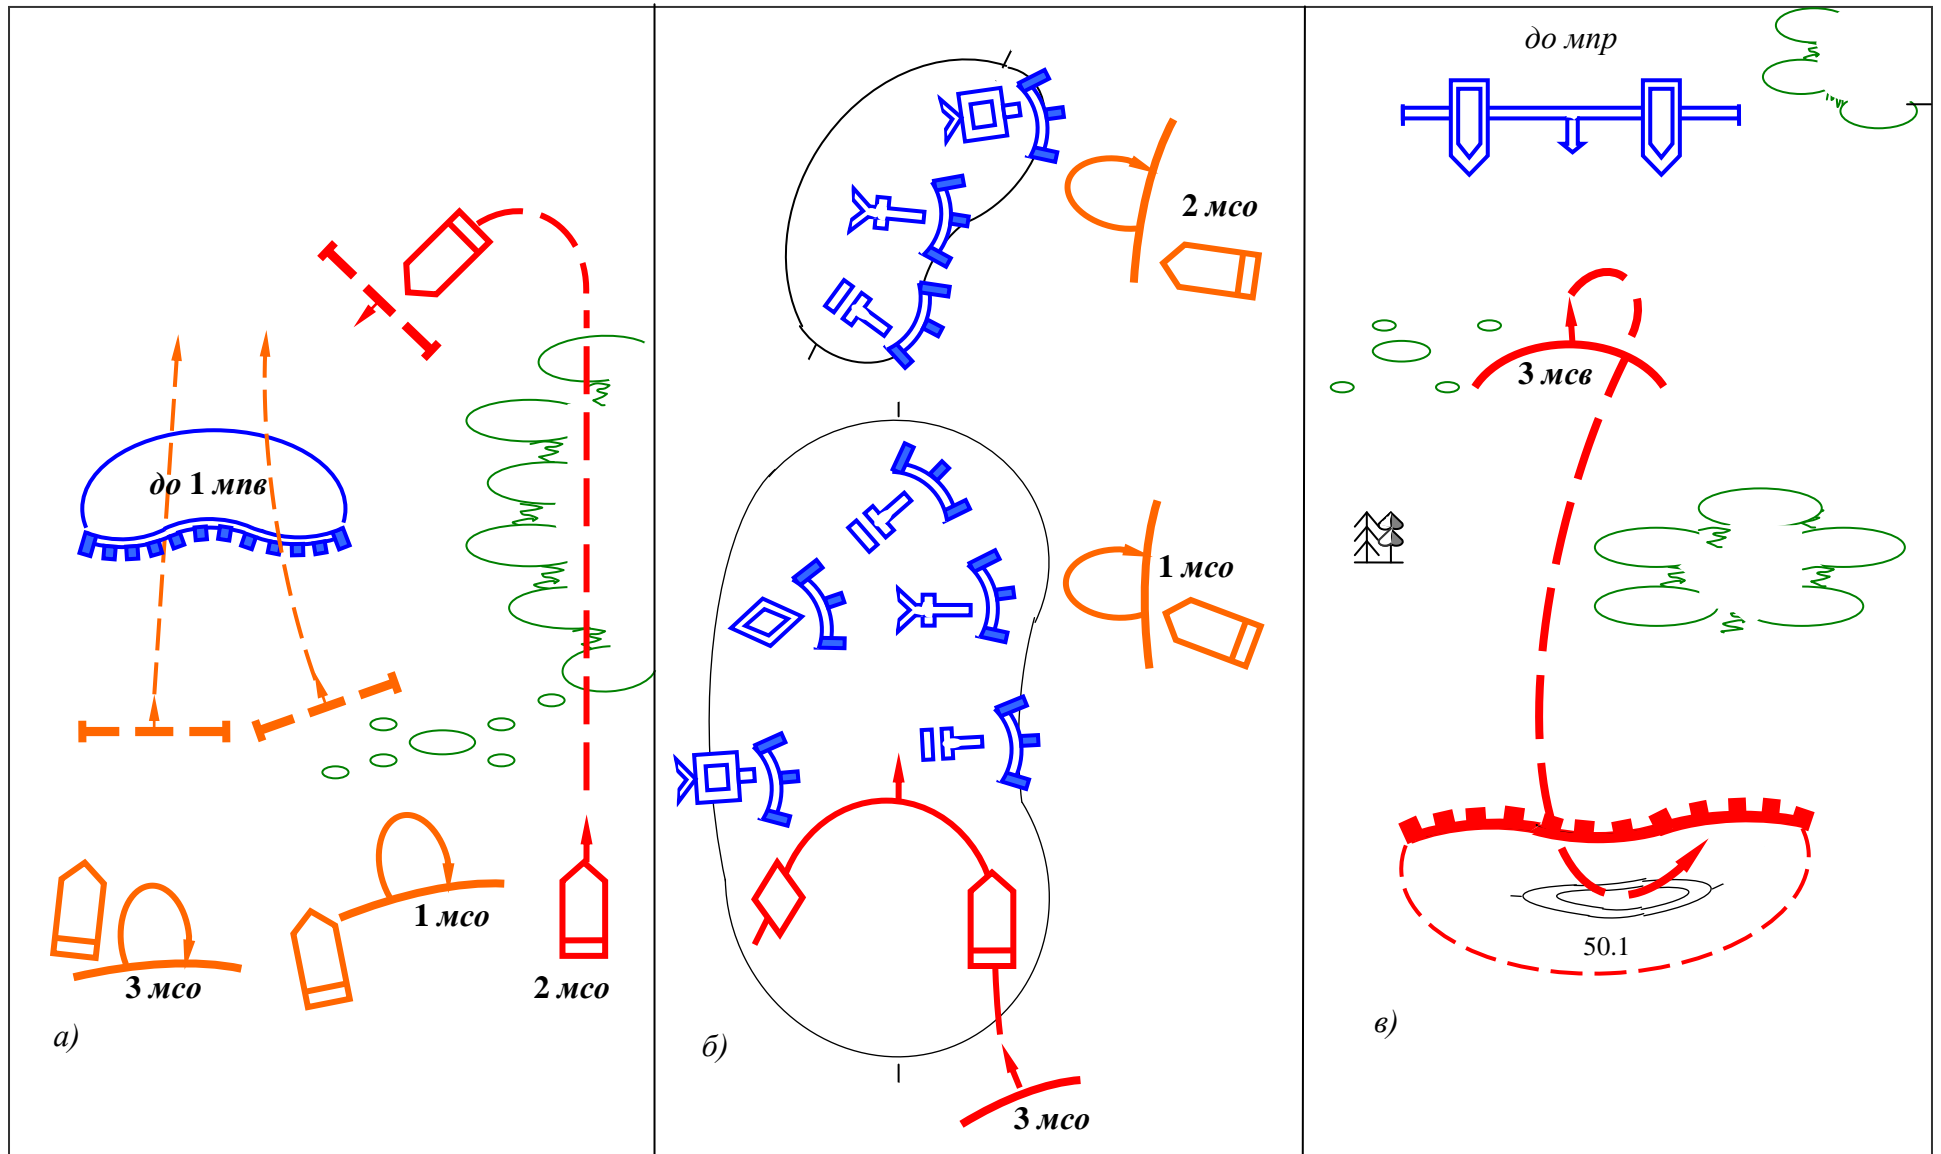 до 1 мпв
1 мсо
3 мсо
2 мсо
а)
2 мсо
1 мсо
3 мсо
б)
до мпр
3 мсв
50.1
в)